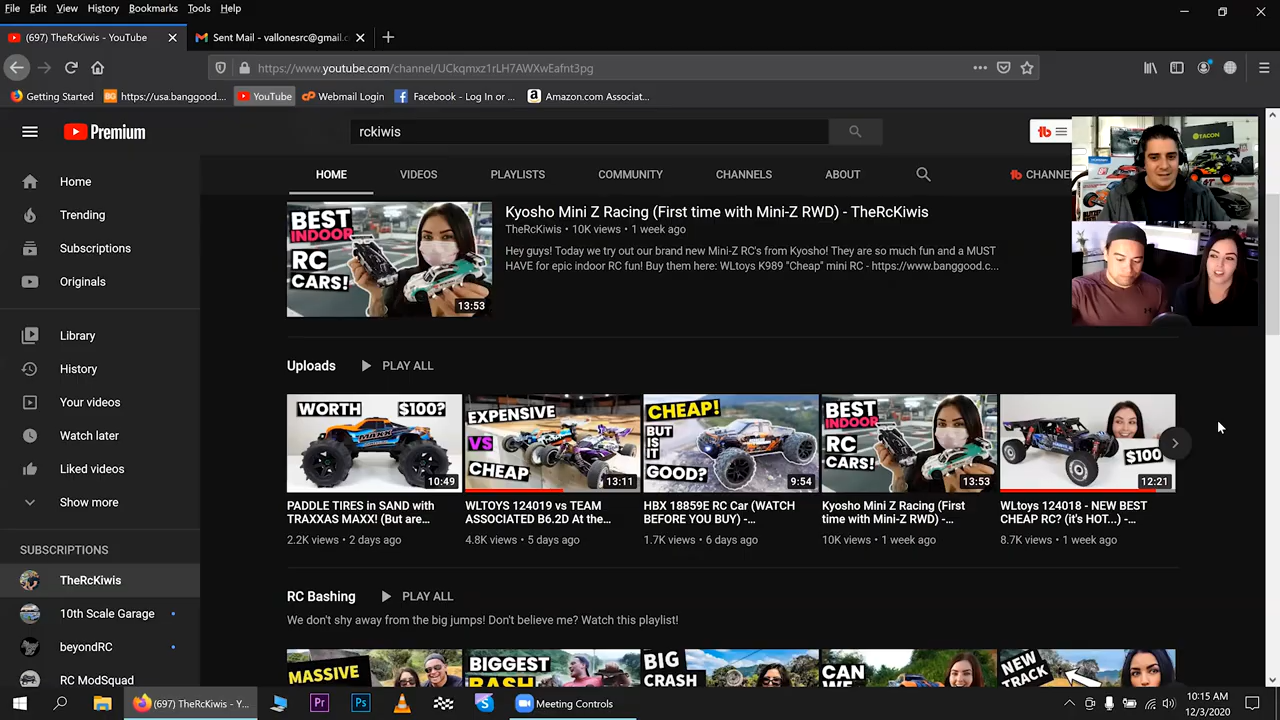 File Edit View History Bookmarks Tools Help
(697) TheRcKiwis - YouTube
Sent Mail - vallonesrc@gmail.c
https://www.youtube.com/channel/UCkqmxz1rLH7AWXwEafnt3pg
Getting Started https://usa.banggood.... YouTube Webmail Login Facebook - Log In or ... Amazon.com Associat...
Premium
rckiwis
HOME VIDEOS PLAYLISTS COMMUNITY CHANNELS ABOUT CHANNE
Home
Trending
Subscriptions
Originals
Library
History
Your videos
Watch later
Liked videos
Show more
SUBSCRIPTIONS
TheRcKiwis
10th Scale Garage
beyondRC
RC ModSquad
BEST
INDOOR
RC
CARS!
13:53
Kyosho Mini Z Racing (First time with Mini-Z RWD) - TheRcKiwis
TheRcKiwis • 10K views • 1 week ago
Hey guys! Today we try out our brand new Mini-Z RC's from Kyosho! They are so much fun and a MUST
HAVE for epic indoor RC fun! Buy them here: WLtoys K989 "Cheap" mini RC - https://www.banggood.c...
TACON
Uploads PLAY ALL
WORTH $100?
10:49
PADDLE TIRES in SAND with
TRAXXAS MAXX! (But are...
2.2K views • 2 days ago
EXPENSIVE
VS
CHEAP
13:11
WLTOYS 124019 vs TEAM
ASSOCIATED B6.2D At the...
4.8K views • 5 days ago
CHEAP!
BUT
IS
IT
GOOD?
9:54
HBX 18859E RC Car (WATCH
BEFORE YOU BUY) -...
1.7K views • 6 days ago
BEST
INDOOR
RC
CARS!
13:53
Kyosho Mini Z Racing (First
time with Mini-Z RWD) -...
10K views • 1 week ago
$100
12:21
WLtoys 124018 - NEW BEST
CHEAP RC? (it's HOT...) -...
8.7K views • 1 week ago
RC Bashing PLAY ALL
We don't shy away from the big jumps! Don't believe me? Watch this playlist!
MASSIVE
BIGGEST
BASH
BIG
CRASH
CAN
WE
NEW
TRACK
(697) TheRcKiwis - Y...
Pr
Ps
Meeting Controls
10:15 AM
12/3/2020